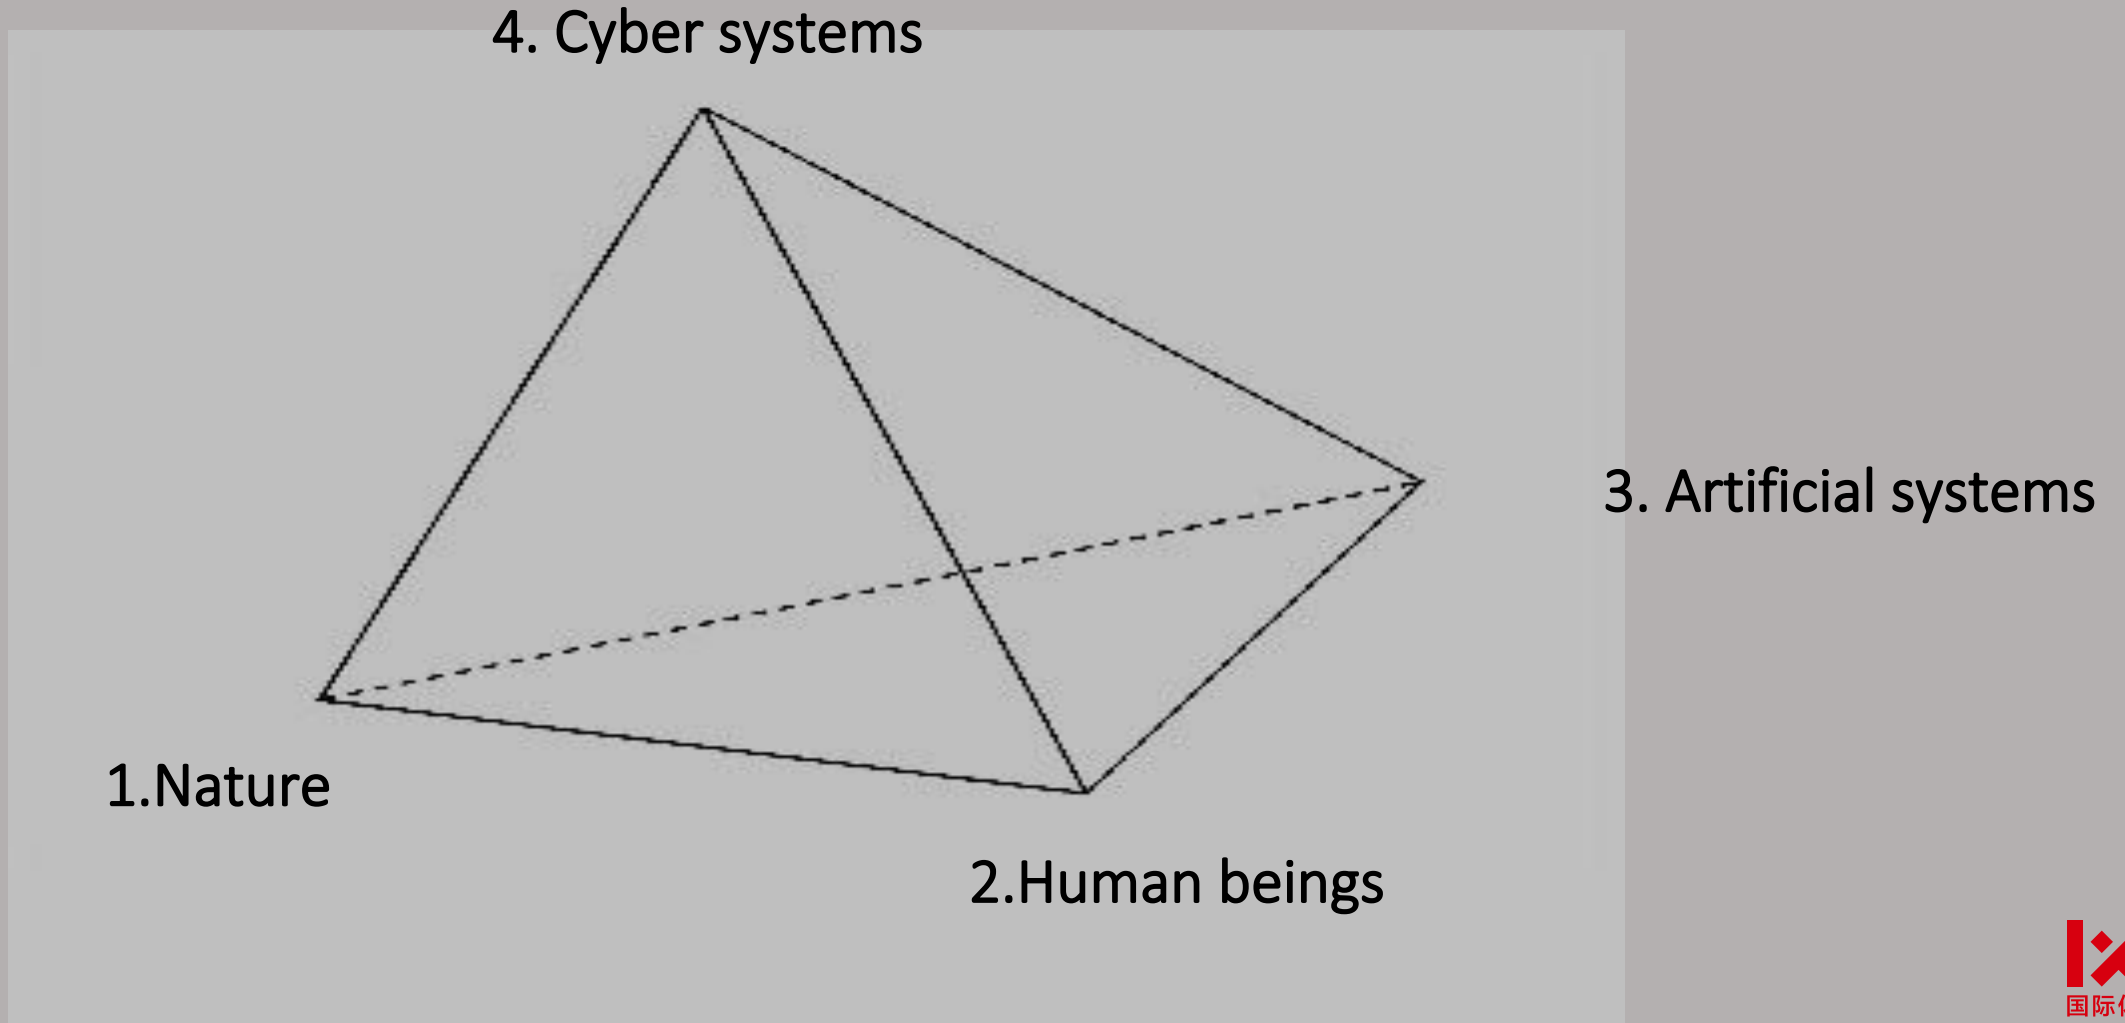 4. Cyber systems
3. Artificial systems
1.Nature
2.Human beings
国际